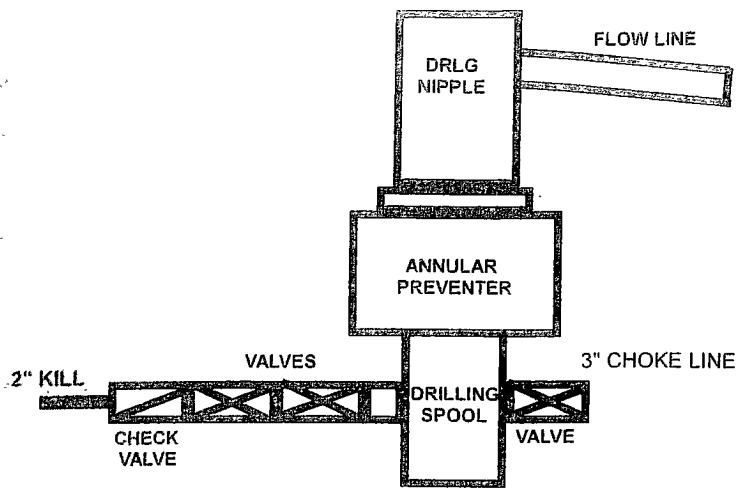 FLOW LINE
DRLG
NIPPLE
ANNULAR
PREVENTER
VALVES
3" CHOKE LINE
2" KILL
DRILLING
SPOOL
CHECK
VALVE
VALVE